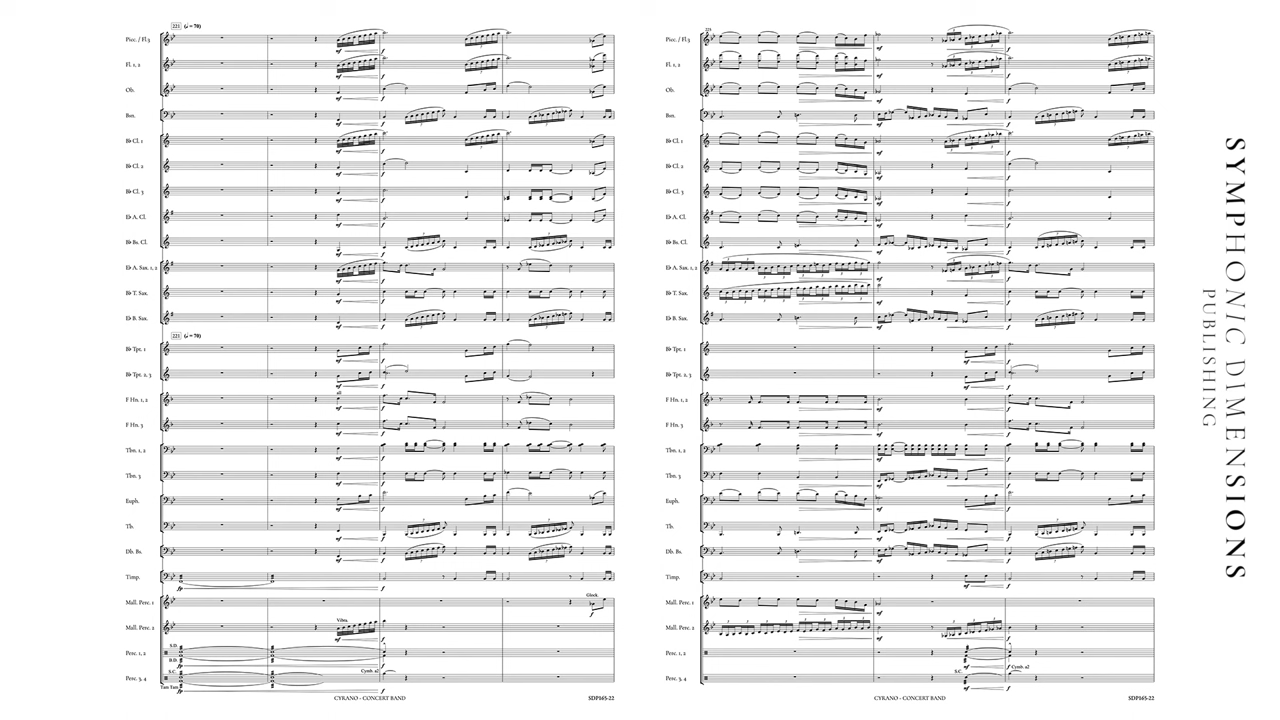 221 (♩ = 70)
Picc. / Fl 3
Fl. 1, 2
Ob.
Bsn.
B♭ Cl. 1
B♭ Cl. 2
B♭ Cl. 3
E♭ A. Cl.
B♭ Bs. Cl.
E♭ A. Sax. 1, 2
B♭ T. Sax.
E♭ B. Sax.
221 (♩ = 70)
B♭ Tpt. 1
B♭ Tpt. 2, 3
F Hn. 1, 2
F Hn. 3
Tbn. 1, 2
Tbn. 3
Euph.
Tb.
Db. Bs.
Timp.
Glock
Mall. Perc. 1
Vibra.
Mall. Perc. 2
S.D.
Perc. 1, 2
B.D.
S.C.
Cymb. a2
Perc. 3, 4
Tam Tam
CYRANO - CONCERT BAND
SDP165-22
225
Picc. / Fl 3
Fl. 1, 2
Ob.
Bsn.
B♭ Cl. 1
B♭ Cl. 2
B♭ Cl. 3
E♭ A. Cl.
B♭ Bs. Cl.
E♭ A. Sax. 1, 2
B♭ T. Sax.
E♭ B. Sax.
B♭ Tpt. 1
B♭ Tpt. 2, 3
F Hn. 1, 2
F Hn. 3
Tbn. 1, 2
Tbn. 3
Euph.
Tb.
Db. Bs.
Timp.
Mall. Perc. 1
Mall. Perc. 2
Perc. 1, 2
S.C.
Cymb. a2
Perc. 3, 4
CYRANO - CONCERT BAND
SDP165-22
SYMPHONIC DIMENSIONS
PUBLISHING